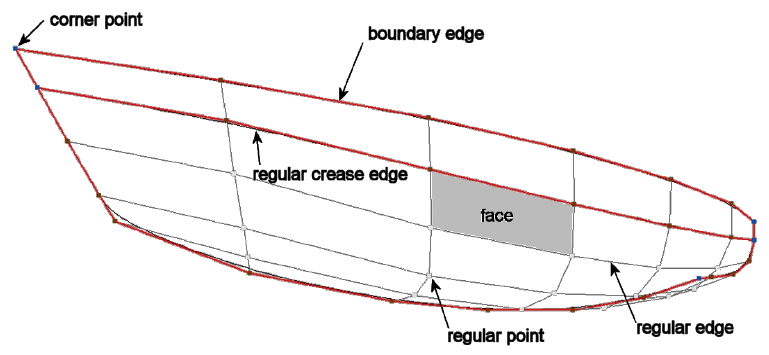 corner point
boundary edge
regular crease edge
face
regular point
regular edge